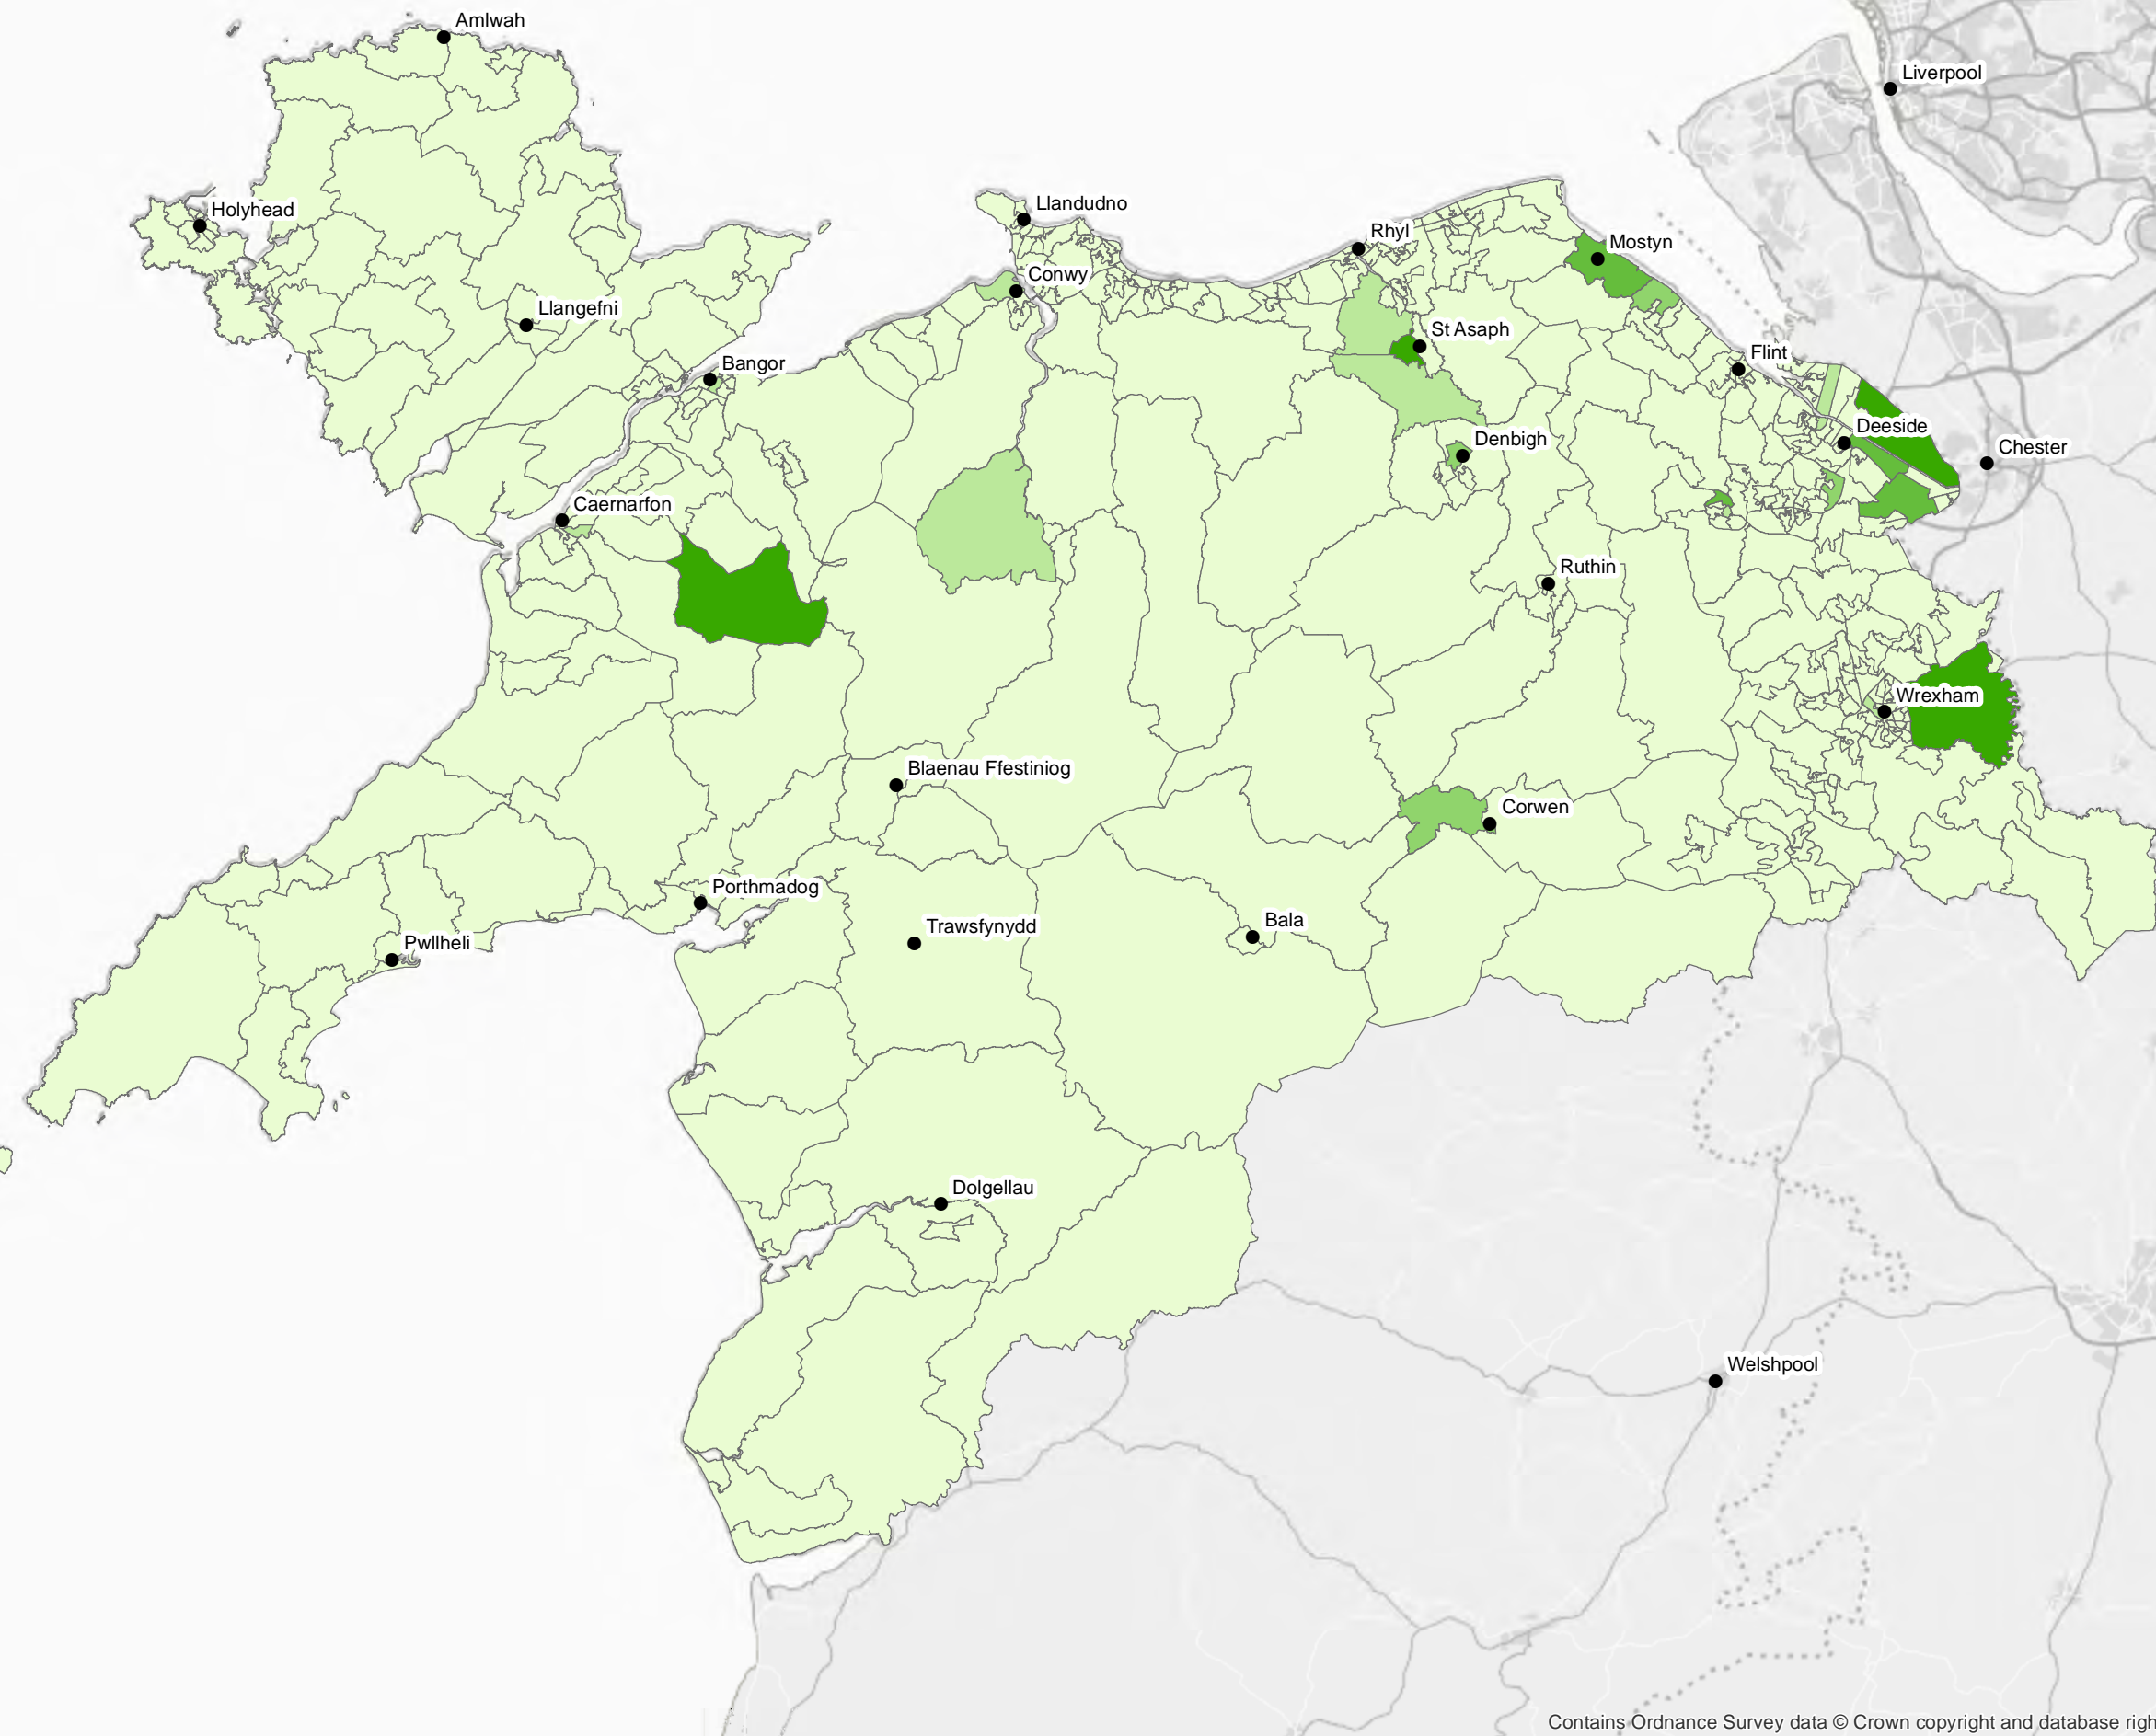 Amlwah
Liverpool
Holyhead
Llandudno
Rhyl
Mostyn
Conwy
Llangefni
St Asaph
Flint
Bangor
Deeside
Denbigh
Chester
Caernarfon
Ruthin
Wrexham
Blaenau Ffestiniog
Corwen
Porthmadog
Trawsfynydd
Bala
Pwllheli
Dolgellau
Welshpool
Contains Ordnance Survey data © Crown copyright and database righ